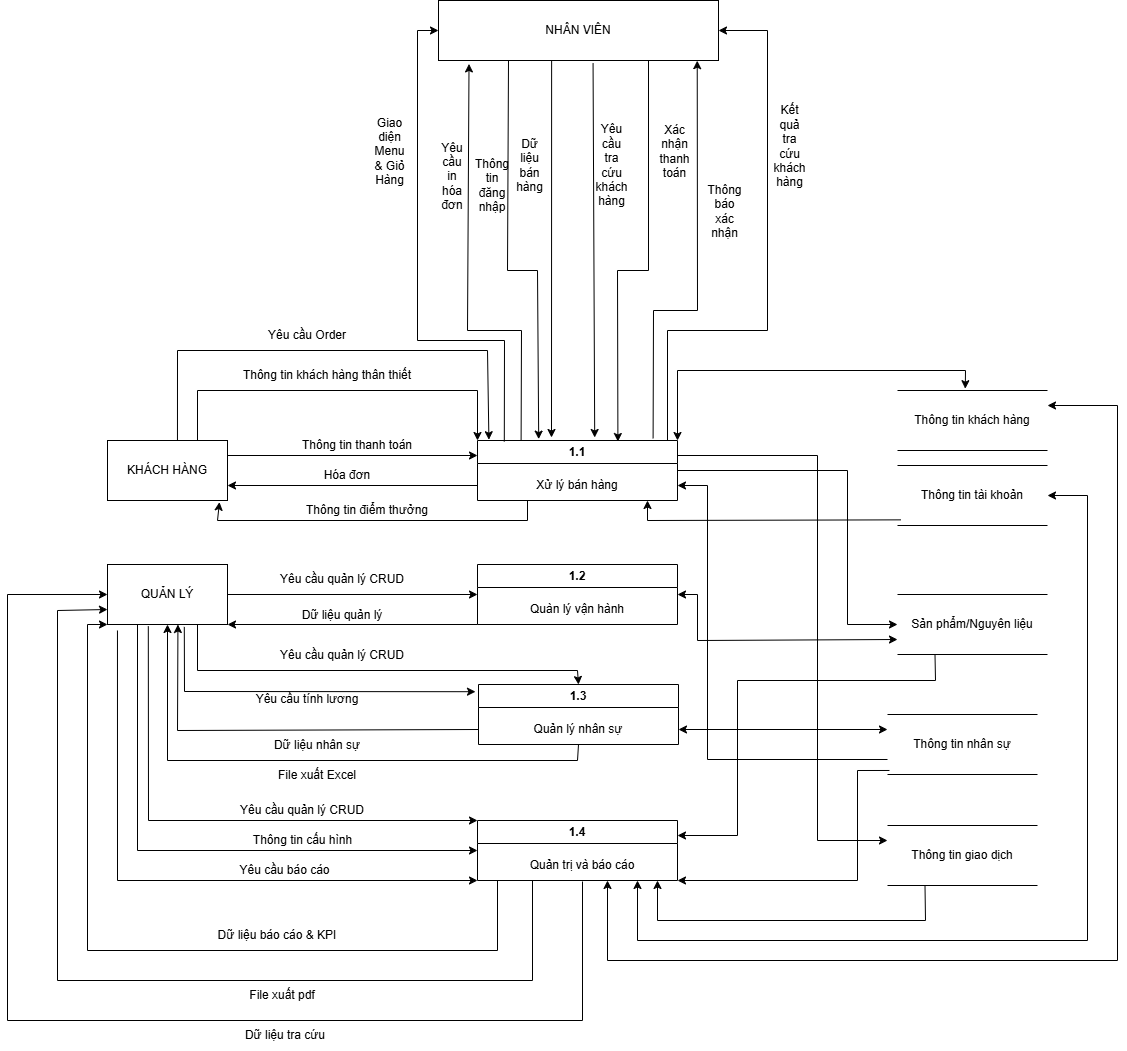 NHÂN VIÊN
Giao
diện
Menu
& Giỏ
Hàng
Yêu
cầu
in
hóa
đơn
Thông
tin
đăng
nhập
Dữ
liệu
bán
hàng
Yêu
cầu
tra
cứu
khách
hàng
Xác
nhận
thanh
toán
Thông
báo
xác
nhận
Kết
quả
tra
cứu
khách
hàng
Yêu cầu Order
Thông tin khách hàng thân thiết
KHÁCH HÀNG
Thông tin thanh toán
Hóa đơn
Thông tin điểm thưởng
1.1
Xử lý bán hàng
Thông tin khách hàng
Thông tin tài khoản
QUẢN LÝ
Yêu cầu quản lý CRUD
Dữ liệu quản lý
1.2
Quản lý vận hành
Sản phẩm/Nguyên liệu
Yêu cầu quản lý CRUD
Yêu cầu tính lương
1.3
Quản lý nhân sự
Dữ liệu nhân sự
File xuất Excel
Thông tin nhân sự
Yêu cầu quản lý CRUD
Thông tin cấu hình
Yêu cầu báo cáo
1.4
Quản trị và báo cáo
Thông tin giao dịch
Dữ liệu báo cáo & KPI
File xuất pdf
Dữ liệu tra cứu